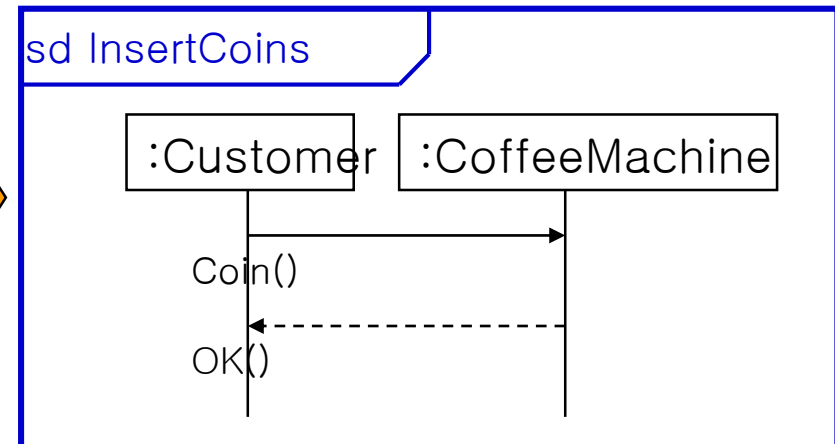 sd InsertCoins
:Customer
:CoffeeMachine
Coin()
OK()